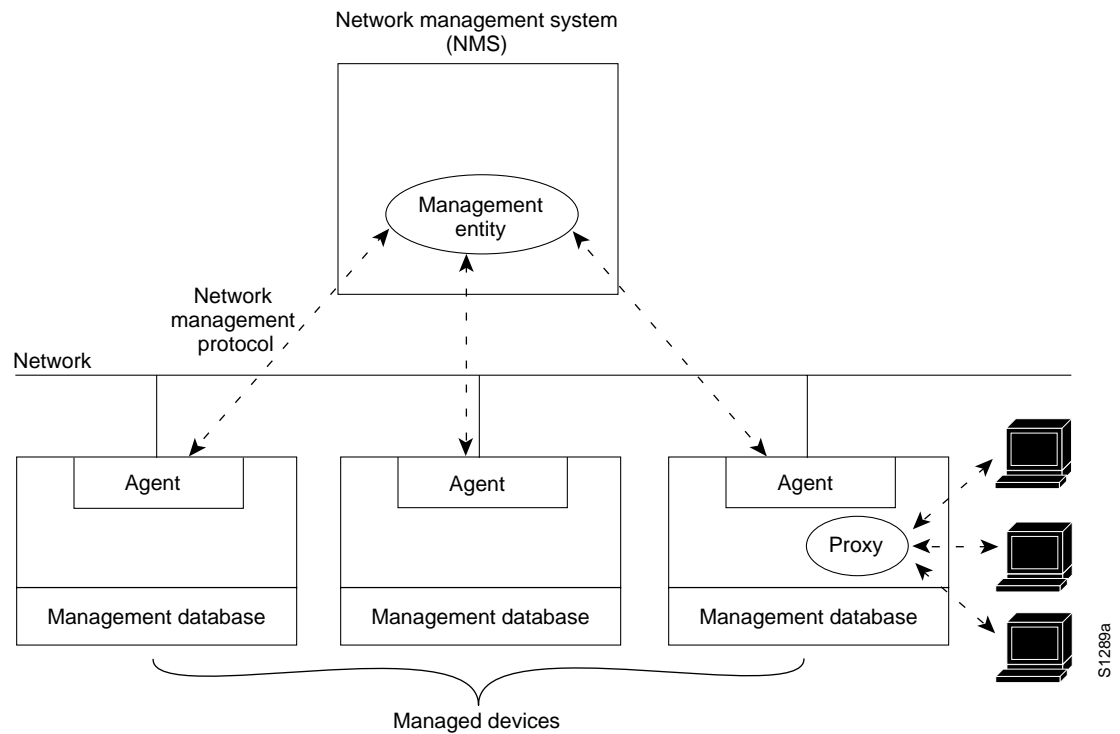 Network management system
(NMS)
Management
entity
Network
management
protocol
Network
Agent
Agent
Agent
Proxy
Management database
Management database
Management database
S1289a
Managed devices